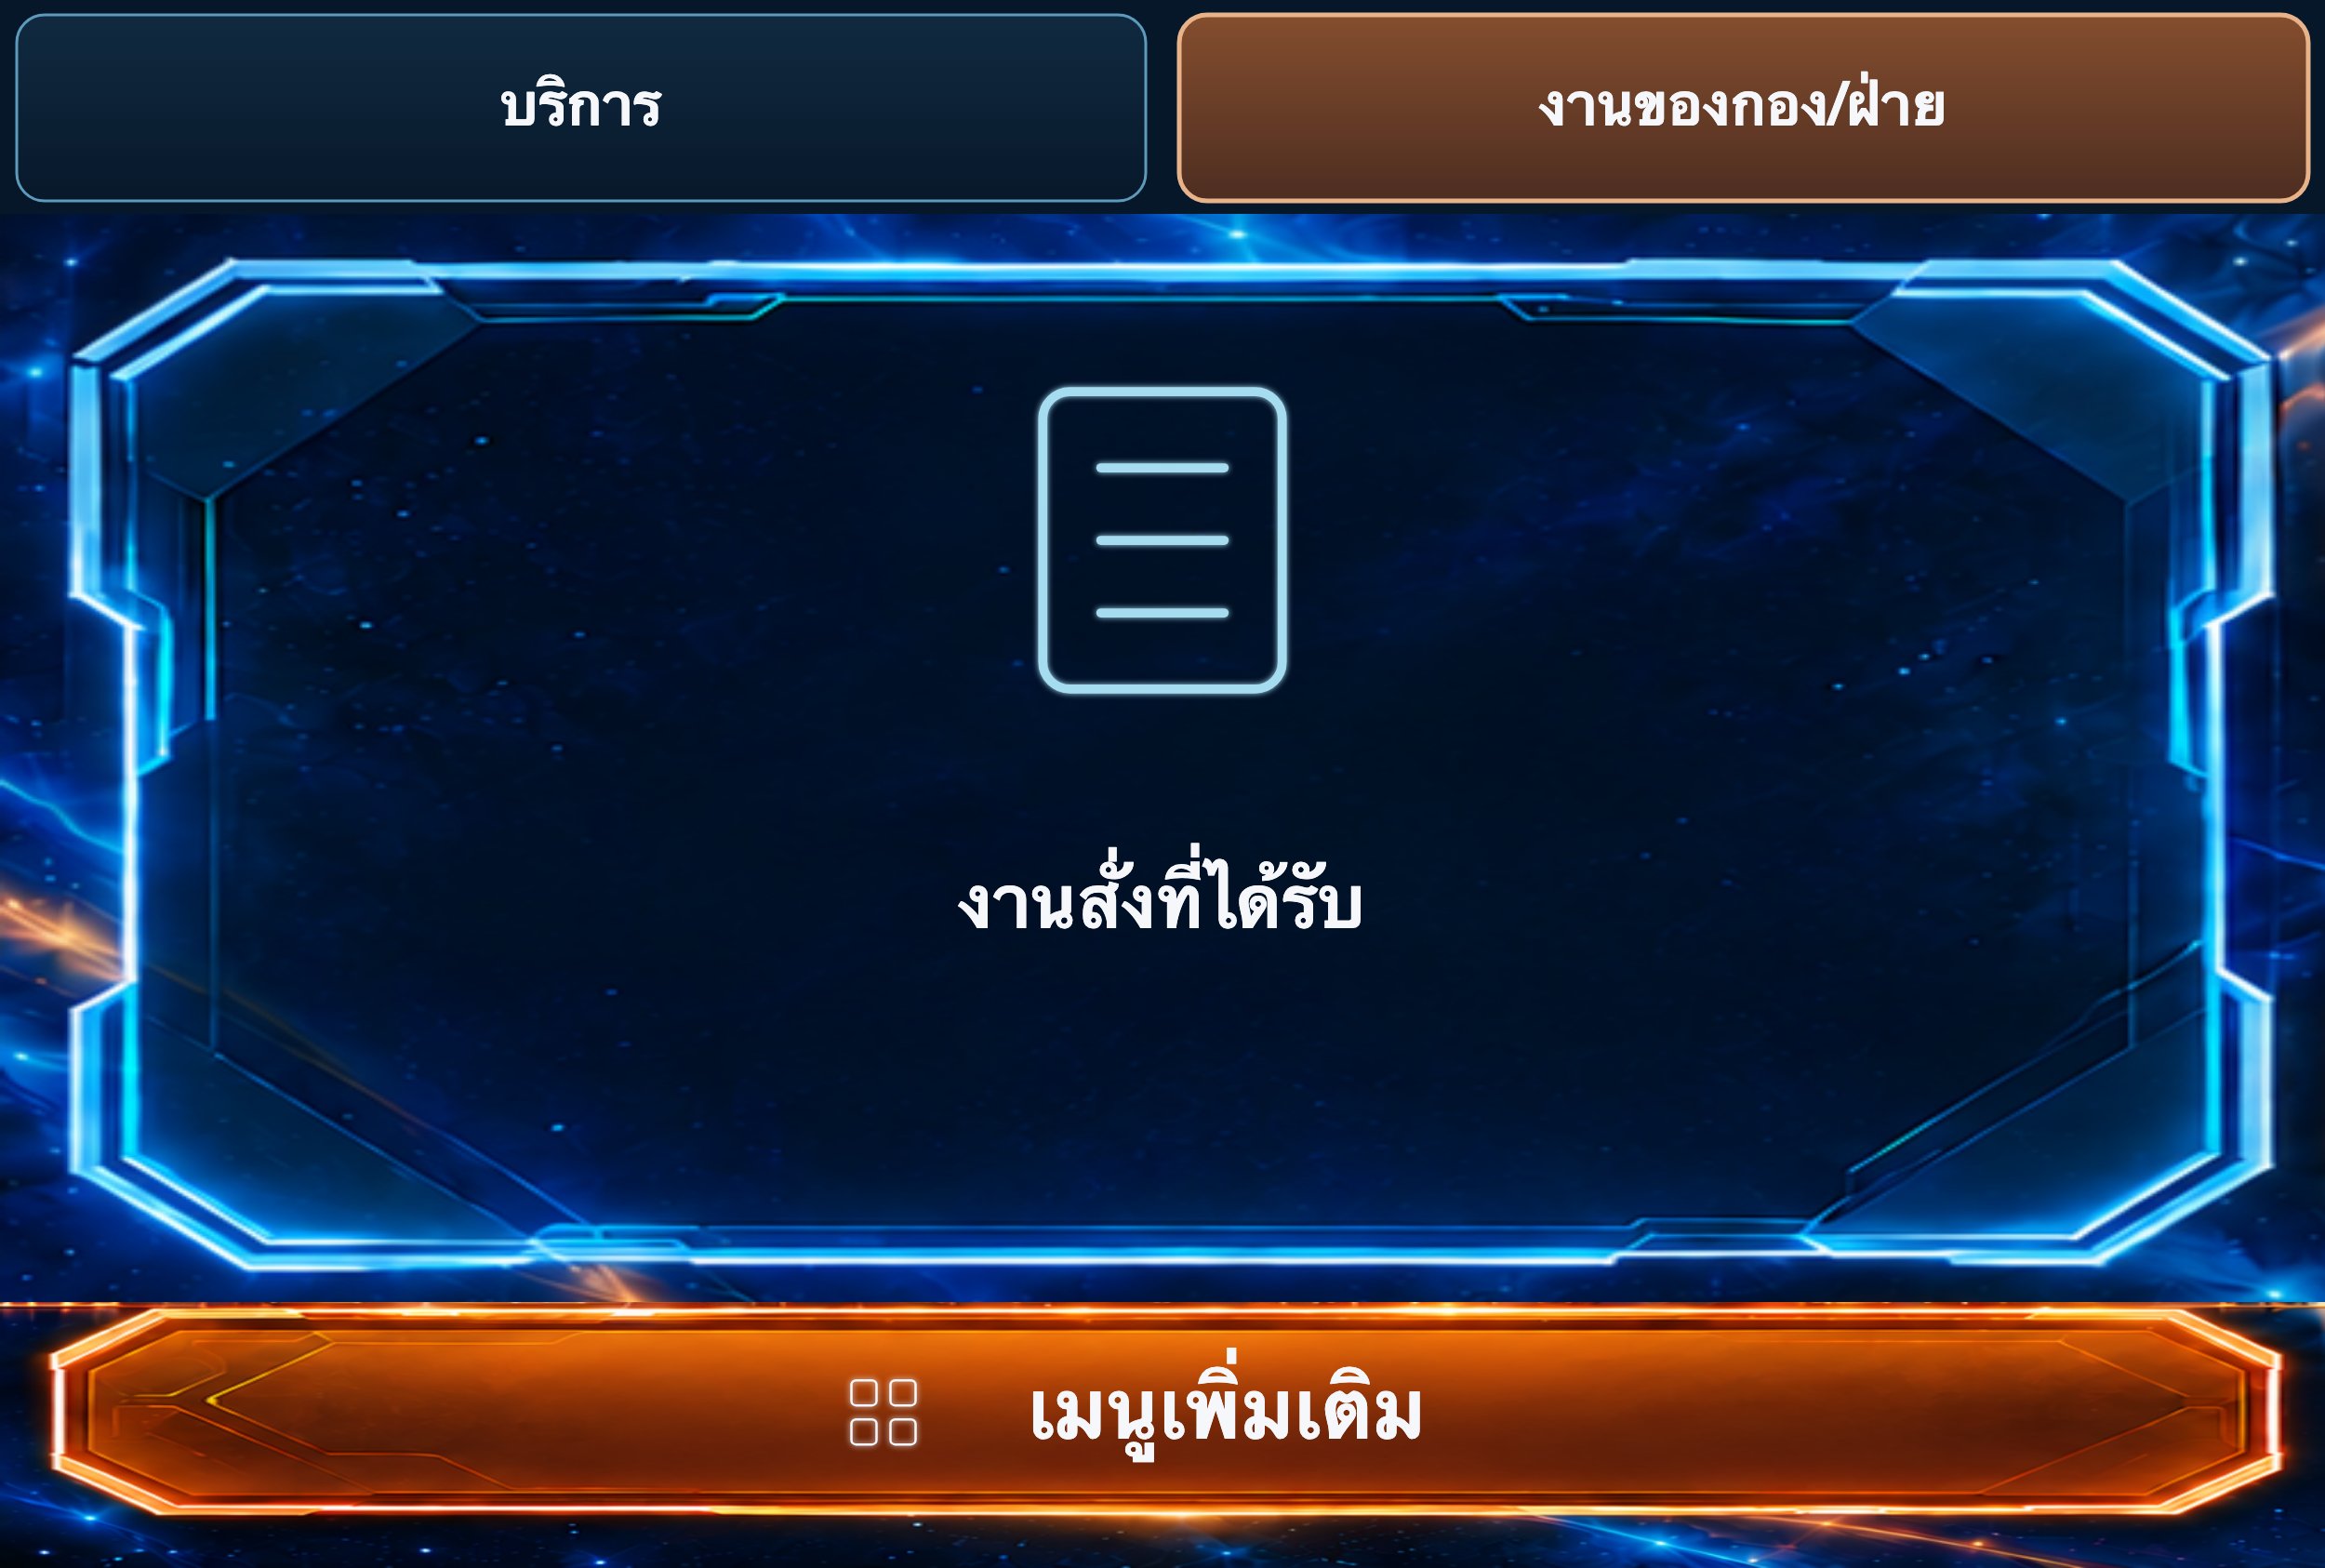 บริการ
งานของกอง/ฝ่าย
งานสั่งที่ได้รับ
เมนูเพิ่มเติม